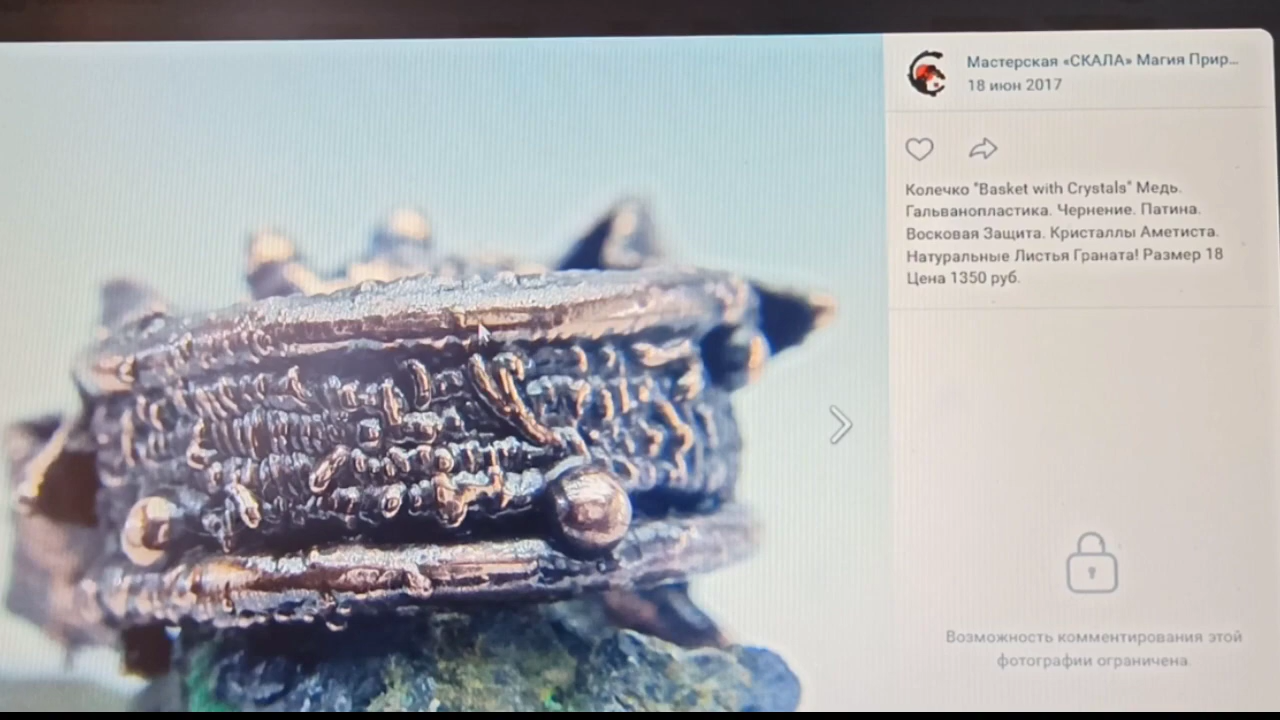 Мастерская «СКАЛА» Магия Прир...
18 июн 2017
Колечко "Basket with Crystals" Медь.
Гальванопластика. Чернение. Патина.
Восковая Защита. Кристаллы Аметиста.
Натуральные Листья Граната! Размер 18
Цена 1350 руб.
Возможность комментирования этой
фотографии ограничена.